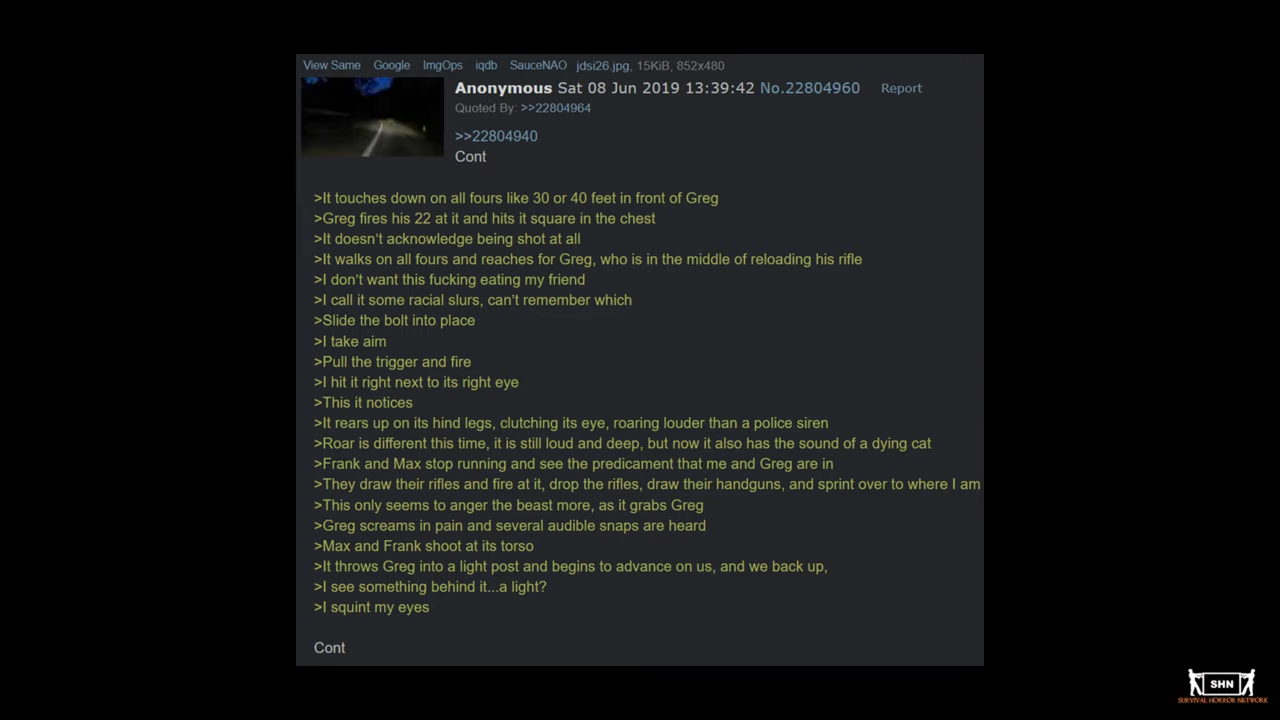 View Same Google ImgOps iqdb SauceNAO jdsi26.jpg, 15KiB, 852x480
Anonymous Sat 08 Jun 2019 13:39:42 No.22804960 Report
Quoted By: >>22804964
>>22804940
Cont
>It touches down on all fours like 30 or 40 feet in front of Greg
>Greg fires his 22 at it and hits it square in the chest
>It doesn't acknowledge being shot at all
>It walks on all fours and reaches for Greg, who is in the middle of reloading his rifle
>I don't want this fucking eating my friend
>I call it some racial slurs, can't remember which
>Slide the bolt into place
>I take aim
>Pull the trigger and fire
>I hit it right next to its right eye
>This it notices
>It rears up on its hind legs, clutching its eye, roaring louder than a police siren
>Roar is different this time, it is still loud and deep, but now it also has the sound of a dying cat
>Frank and Max stop running and see the predicament that me and Greg are in
>They draw their rifles and fire at it, drop the rifles, draw their handguns, and sprint over to where I am
>This only seems to anger the beast more, as it grabs Greg
>Greg screams in pain and several audible snaps are heard
>Max and Frank shoot at its torso
>It throws Greg into a light post and begins to advance on us, and we back up,
>I see something behind it...a light?
>I squint my eyes
Cont
SHN
SURVIVAL HORROR NETWORK